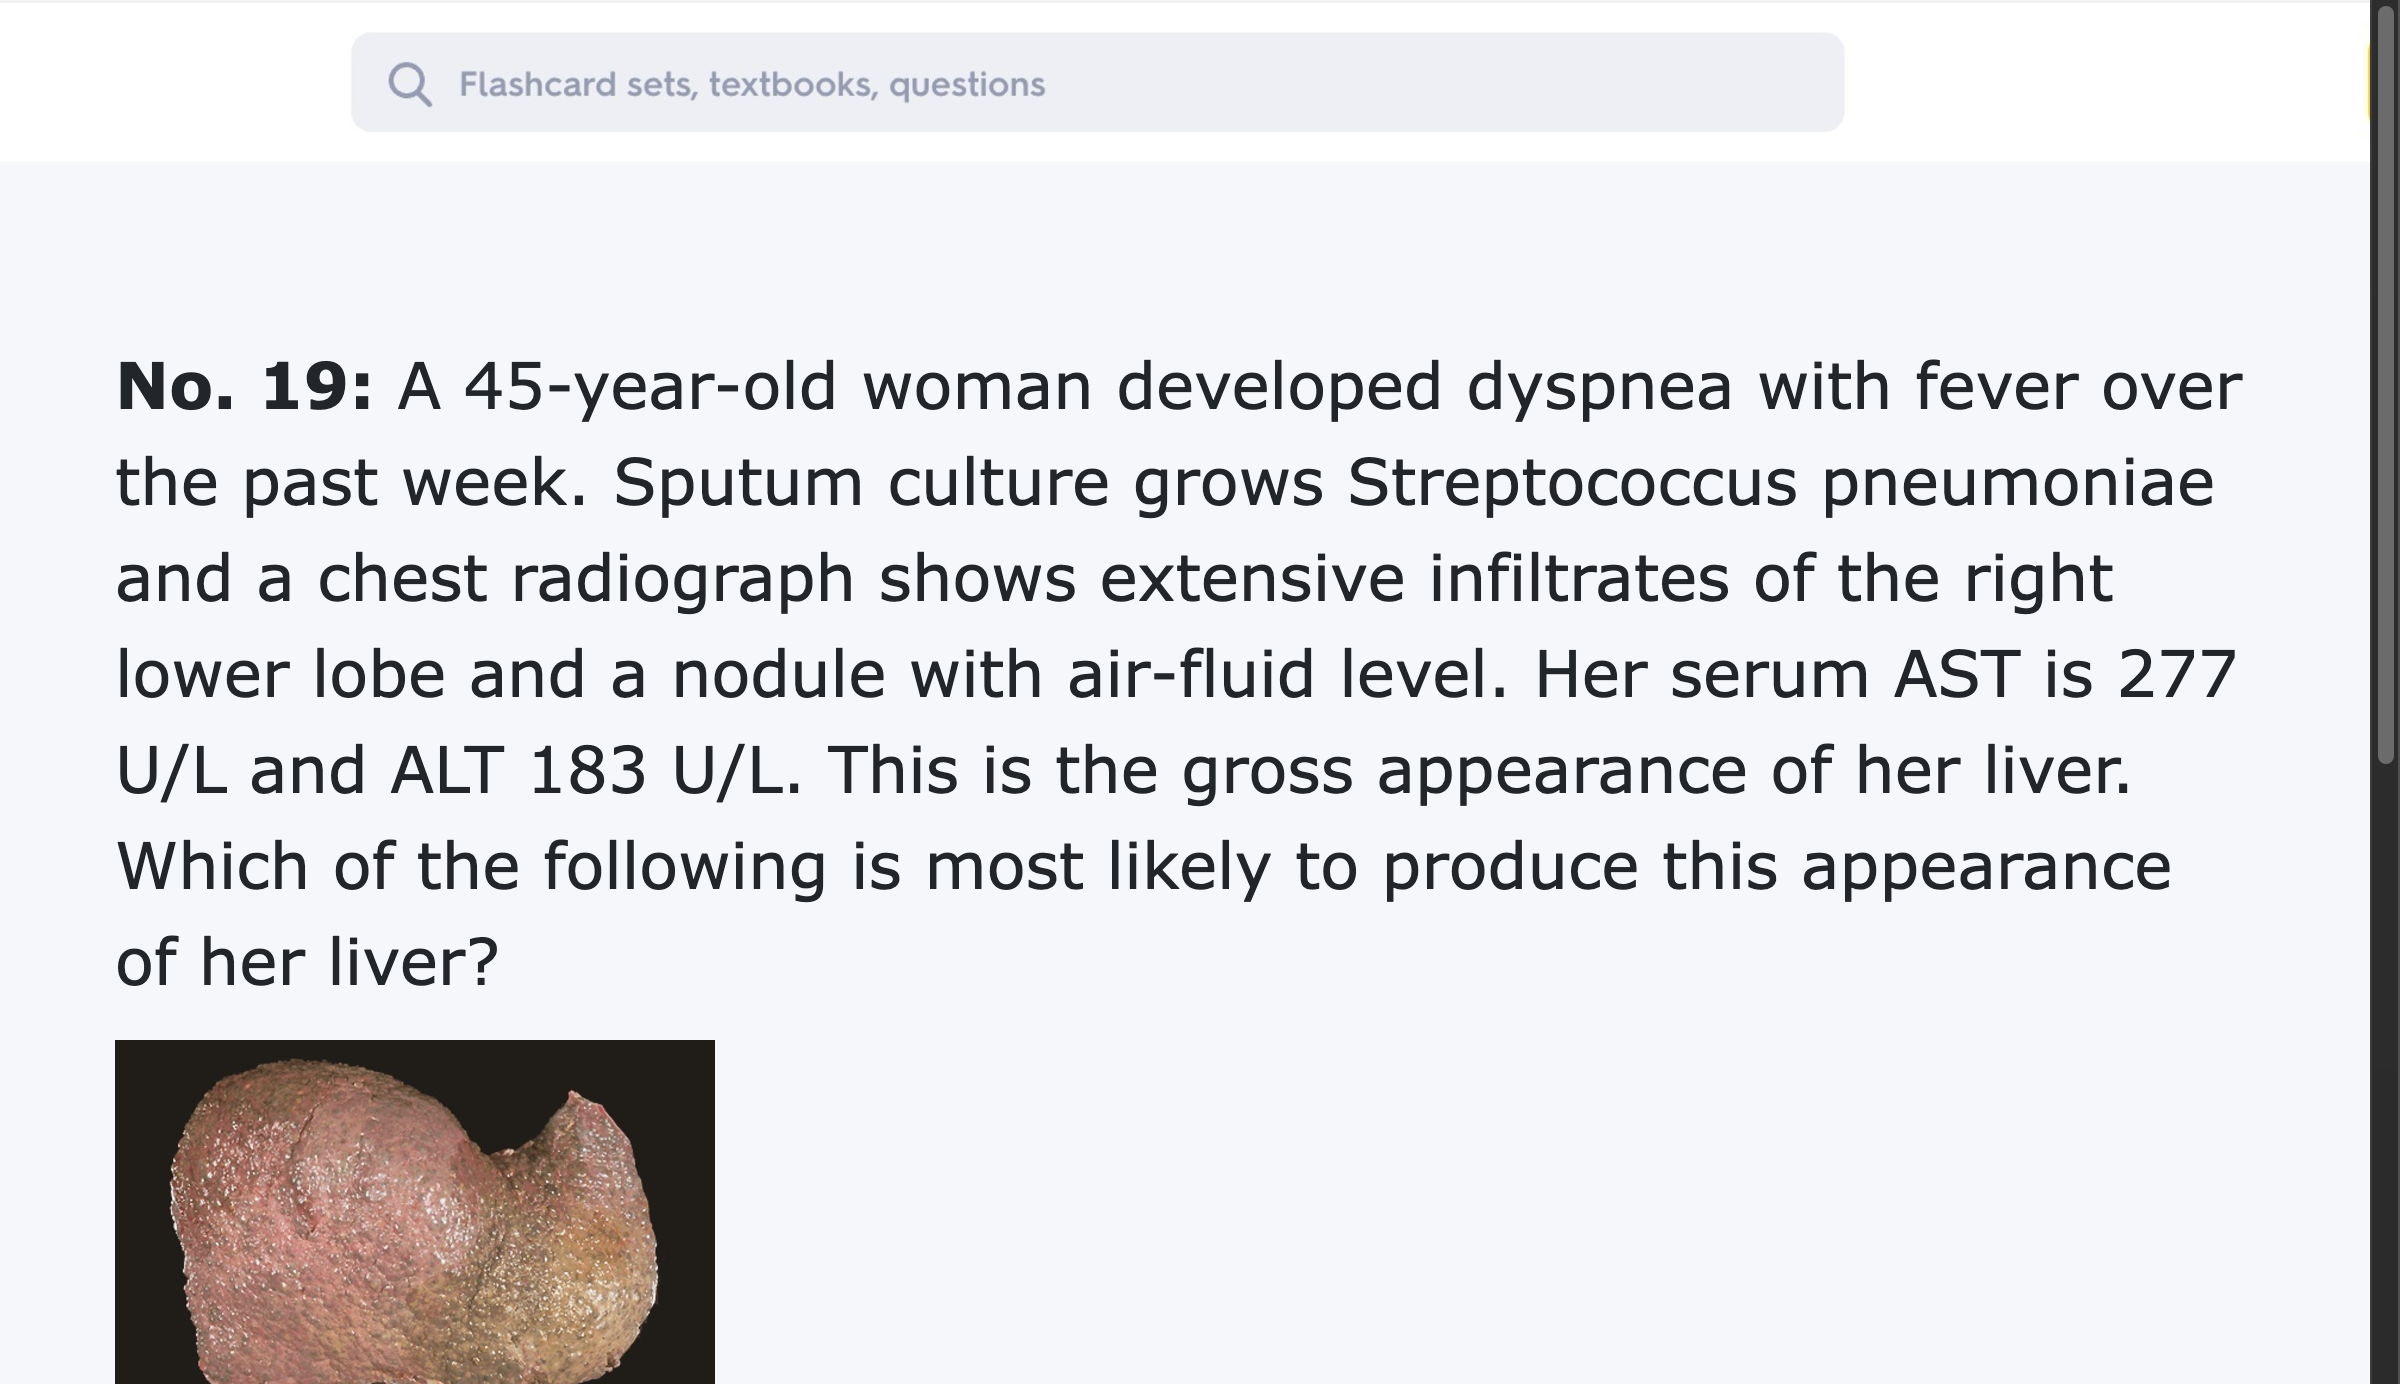 Flashcard sets, textbooks, questions
No. 19: A 45-year-old woman developed dyspnea with fever over
the past week. Sputum culture grows Streptococcus pneumoniae
and a chest radiograph shows extensive infiltrates of the right
lower lobe and a nodule with air-fluid level. Her serum AST is 277
U/L and ALT 183 U/L. This is the gross appearance of her liver.
Which of the following is most likely to produce this appearance
of her liver?